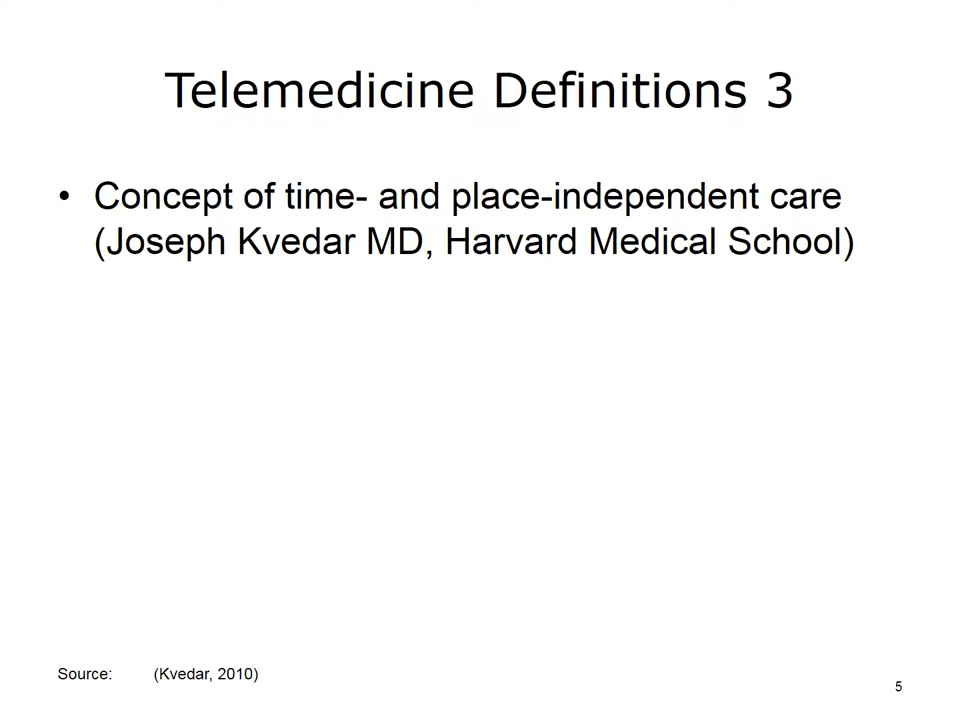 Telemedicine Definitions 3
• Concept of time- and place-independent care
(Joseph Kvedar MD, Harvard Medical School)
Source: (Kvedar, 2010)
5